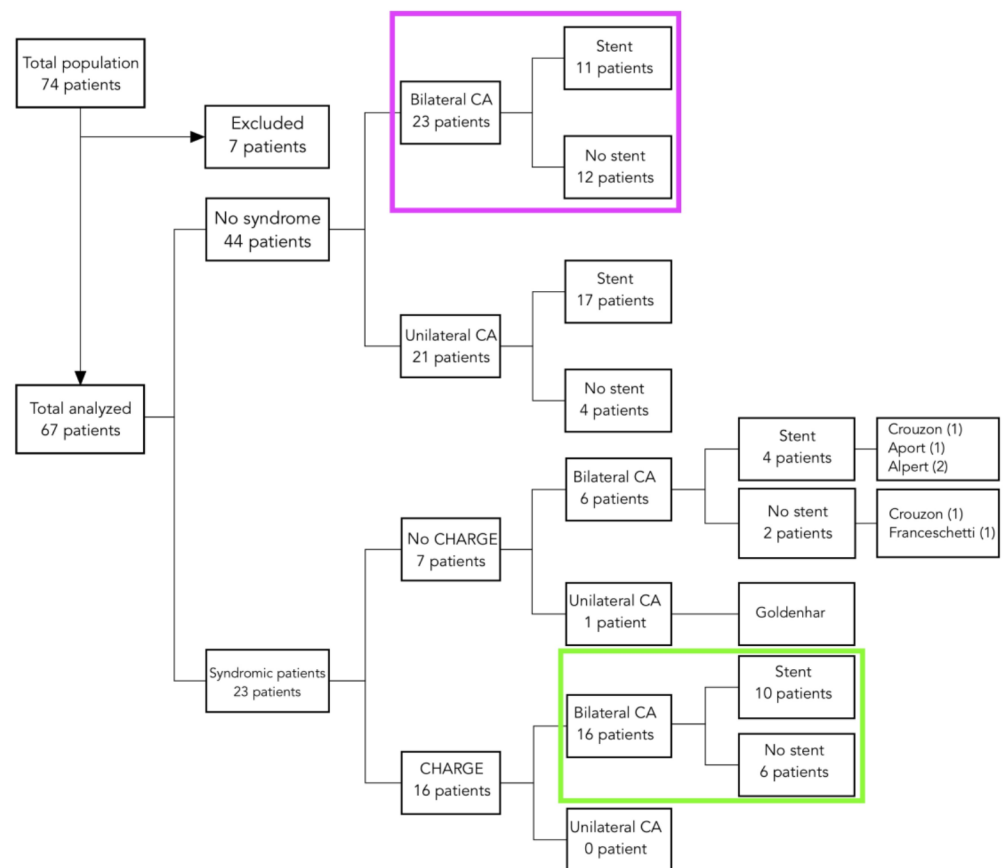 Total population
74 patients
Excluded
7 patients
Total analyzed
67 patients
No syndrome
44 patients
Bilateral CA
23 patients
Stent
11 patients
No stent
12 patients
Unilateral CA
21 patients
Stent
17 patients
No stent
4 patients
Syndromic patients
23 patients
No CHARGE
7 patients
Bilateral CA
6 patients
Stent
4 patients
Crouzon (1)
Aport (1)
Alpert (2)
No stent
2 patients
Crouzon (1)
Franceschetti (1)
Unilateral CA
1 patient
Goldenhar
CHARGE
16 patients
Bilateral CA
16 patients
Stent
10 patients
No stent
6 patients
Unilateral CA
0 patient